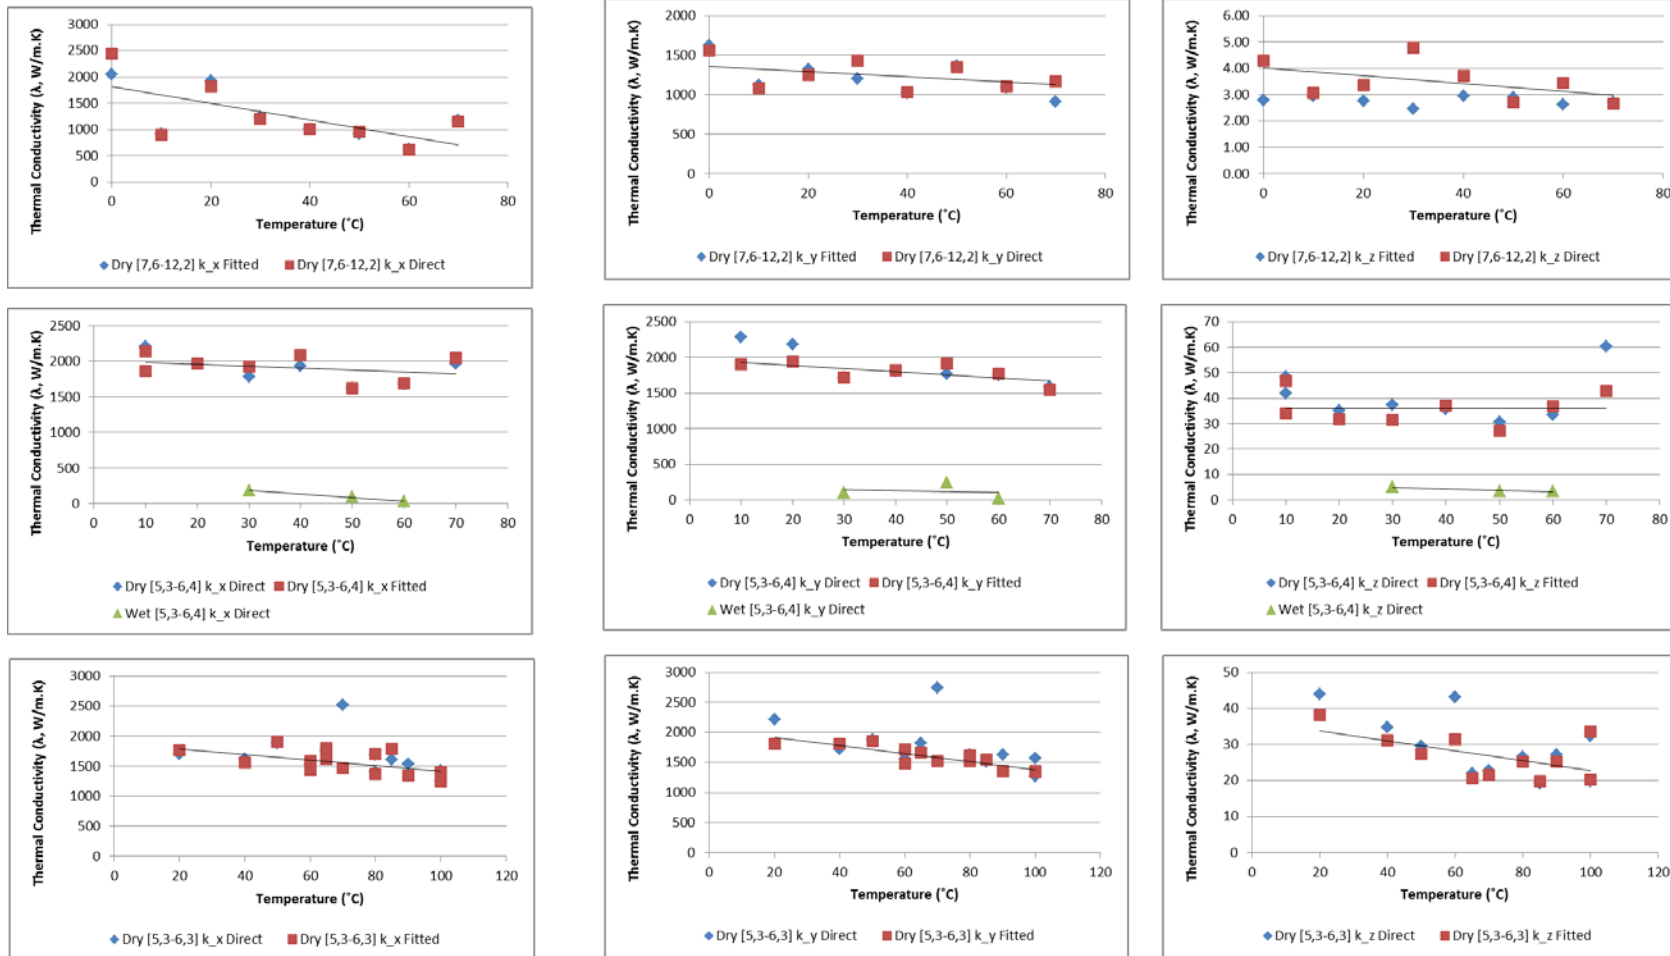 Thermal Conductivity (λ, W/m.K)
3000
2500
2000
1500
1000
500
0
0 20 40 60 80
Temperature (˚C)
Dry [7,6-12,2] k_x Fitted Dry [7,6-12,2] k_x Direct
Thermal Conductivity (λ, W/m.K)
2000
1500
1000
500
0
0 20 40 60 80
Temperature (˚C)
Dry [7,6-12,2] k_y Fitted Dry [7,6-12,2] k_y Direct
Thermal Conductivity (λ, W/m.K)
6.00
5.00
4.00
3.00
2.00
1.00
0.00
0 20 40 60 80
Temperature (˚C)
Dry [7,6-12,2] k_z Fitted Dry [7,6-12,2] k_z Direct
Thermal Conductivity (λ, W/m.K)
2500
2000
1500
1000
500
0
0 10 20 30 40 50 60 70 80
Temperature (˚C)
Dry [5,3-6,4] k_x Direct Dry [5,3-6,4] k_x Fitted
Wet [5,3-6,4] k_x Direct
Thermal Conductivity (λ, W/m.K)
2500
2000
1500
1000
500
0
0 10 20 30 40 50 60 70 80
Temperature (˚C)
Dry [5,3-6,4] k_y Direct Dry [5,3-6,4] k_y Fitted
Wet [5,3-6,4] k_y Direct
Thermal Conductivity (λ, W/m.K)
70
60
50
40
30
20
10
0
0 10 20 30 40 50 60 70 80
Temperature (˚C)
Dry [5,3-6,4] k_z Direct Dry [5,3-6,4] k_z Fitted
Wet [5,3-6,4] k_z Direct
Thermal Conductivity (λ, W/m.K)
3000
2500
2000
1500
1000
500
0
0 20 40 60 80 100 120
Temperature (˚C)
Dry [5,3-6,3] k_x Direct Dry [5,3-6,3] k_x Fitted
Thermal Conductivity (λ, W/m.K)
3000
2500
2000
1500
1000
500
0
0 20 40 60 80 100 120
Temperature (˚C)
Dry [5,3-6,3] k_y Direct Dry [5,3-6,3] k_y Fitted
Thermal Conductivity (λ, W/m.K)
50
40
30
20
10
0
0 20 40 60 80 100 120
Temperature (˚C)
Dry [5,3-6,3] k_z Direct Dry [5,3-6,3] k_z Fitted